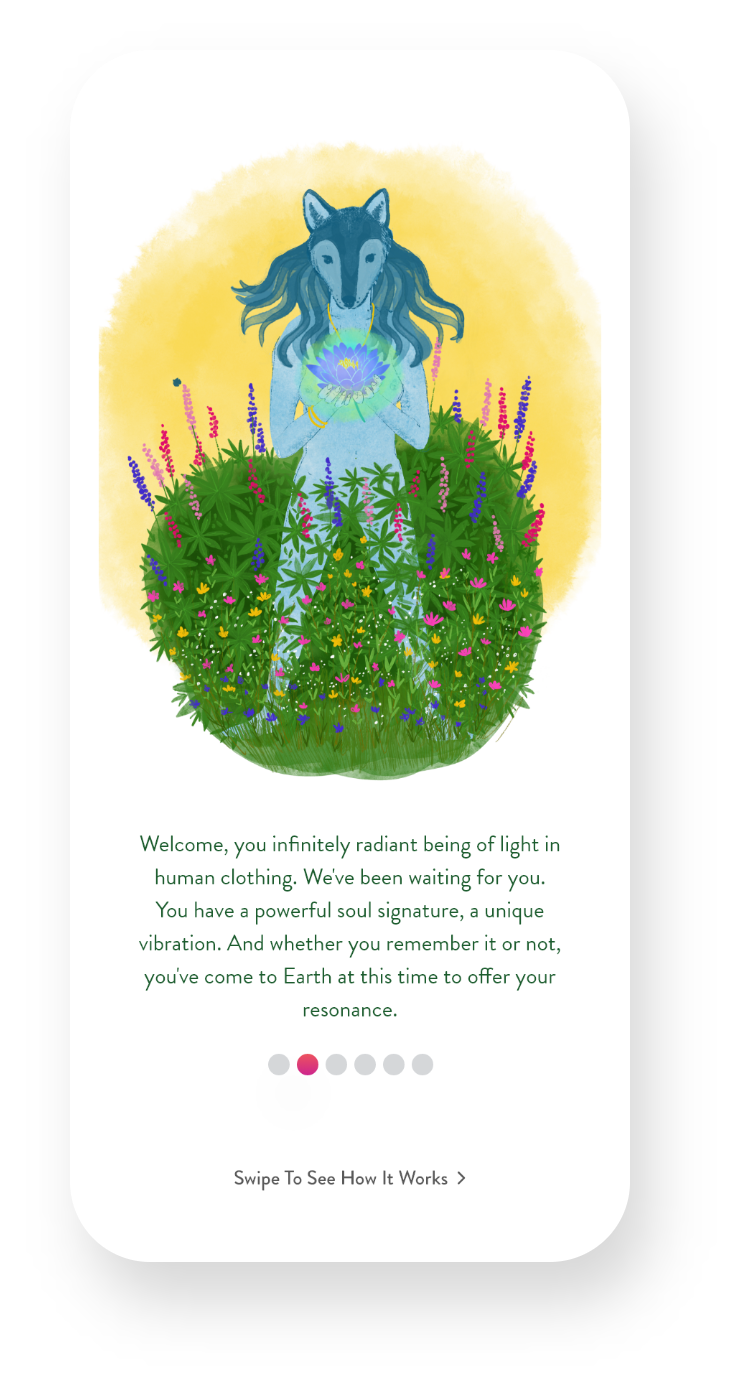 Welcome, you infinitely radiant being of light in
human clothing. We've been waiting for you.
You have a powerful soul signature, a unique
vibration. And whether you remember it or not,
you've come to Earth at this time to offer your
resonance.
Swipe To See How It Works